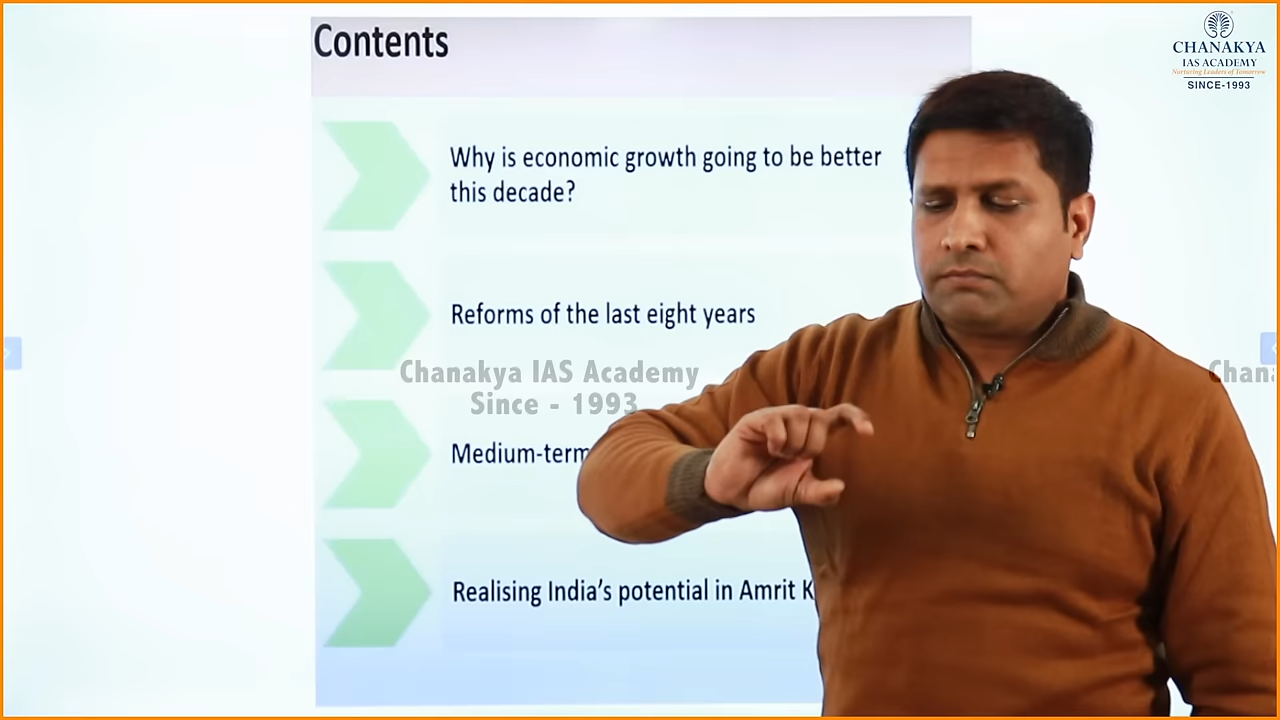 Contents
CHANAKYA
IAS ACADEMY
Nurturing Leaders of Tomorrow
SINCE-1993
Why is economic growth going to be better
this decade?
Reforms of the last eight years
Chanakya IAS Academy
Since - 1993
Medium-term
Realising India's potential in Amrit K